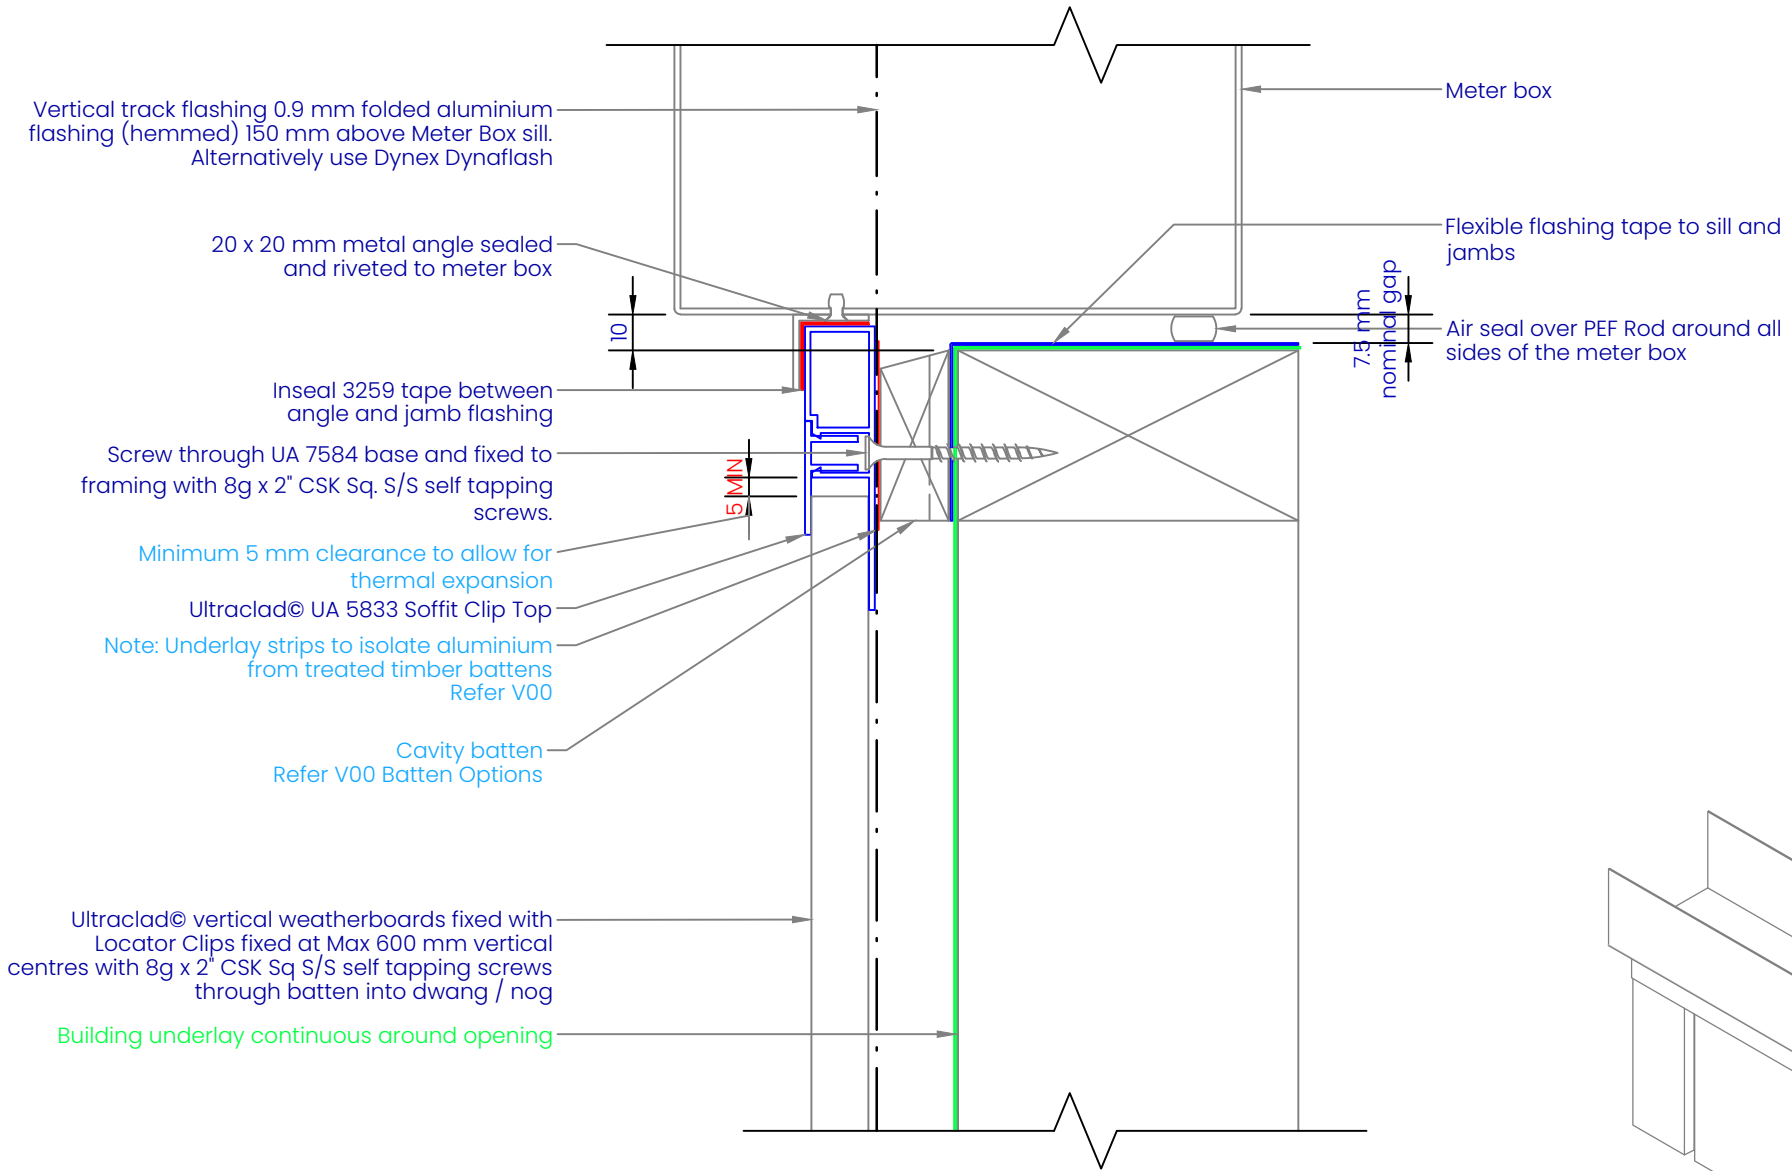 Vertical track flashing 0.9 mm folded aluminium
flashing (hemmed) 150 mm above Meter Box sill.
Alternatively use Dynex Dynaflash
20 x 20 mm metal angle sealed
and riveted to meter box
10
Inseal 3259 tape between
angle and jamb flashing
Screw through UA 7584 base and fixed to
framing with 8g x 2" CSK Sq. S/S self tapping
screws.
5 MIN
Minimum 5 mm clearance to allow for
thermal expansion
Ultraclad© UA 5833 Soffit Clip Top
Note: Underlay strips to isolate aluminium
from treated timber battens
Refer V00
Cavity batten
Refer V00 Batten Options
Ultraclad© vertical weatherboards fixed with
Locator Clips fixed at Max 600 mm vertical
centres with 8g x 2" CSK Sq S/S self tapping screws
through batten into dwang / nog
Building underlay continuous around opening
Meter box
Flexible flashing tape to sill and
jambs
7.5 mm
nominal gap
Air seal over PEF Rod around all
sides of the meter box